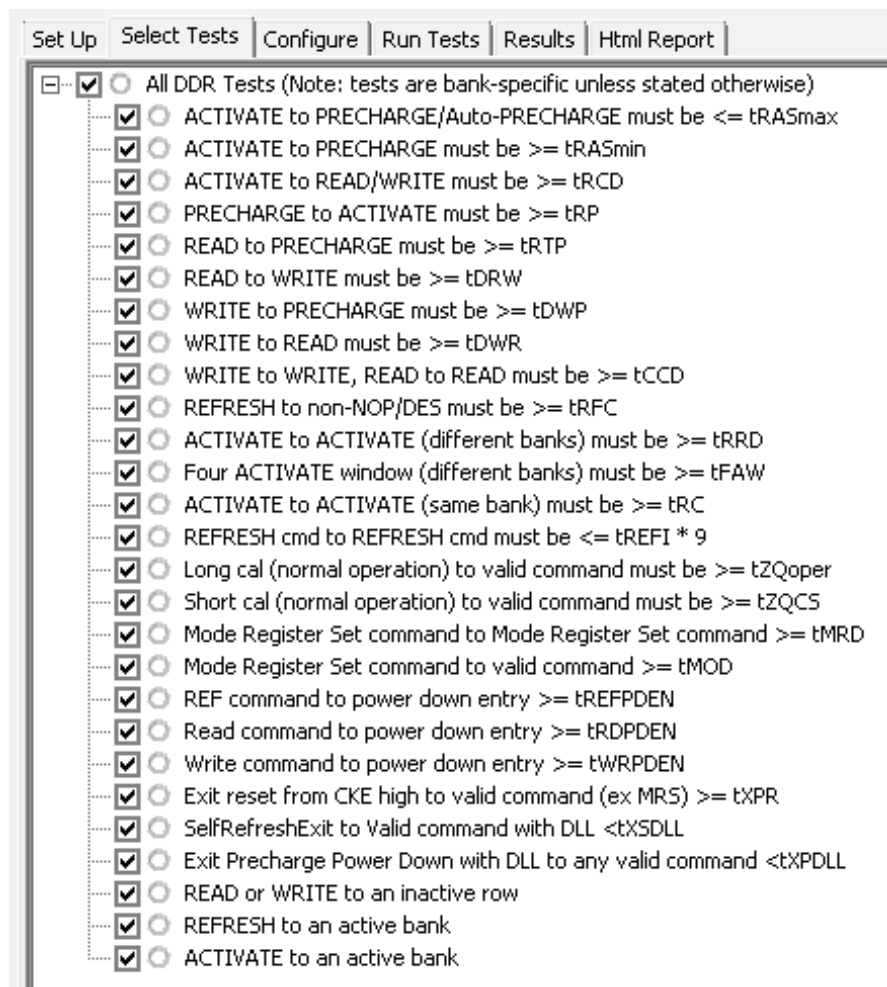 Set Up Select Tests Configure Run Tests Results Html Report
All DDR Tests (Note: tests are bank-specific unless stated otherwise)
ACTIVATE to PRECHARGE/Auto-PRECHARGE must be <= tRASmax
ACTIVATE to PRECHARGE must be >= tRASmin
ACTIVATE to READ/WRITE must be >= tRCD
PRECHARGE to ACTIVATE must be >= tRP
READ to PRECHARGE must be >= tRTP
READ to WRITE must be >= tDRW
WRITE to PRECHARGE must be >= tDWP
WRITE to READ must be >= tDWR
WRITE to WRITE, READ to READ must be >= tCCD
REFRESH to non-NOP/DES must be >= tRFC
ACTIVATE to ACTIVATE (different banks) must be >= tRRD
Four ACTIVATE window (different banks) must be >= tFAW
ACTIVATE to ACTIVATE (same bank) must be >= tRC
REFRESH cmd to REFRESH cmd must be <= tREFI * 9
Long cal (normal operation) to valid command must be >= tZQoper
Short cal (normal operation) to valid command must be >= tZQCS
Mode Register Set command to Mode Register Set command >= tMRD
Mode Register Set command to valid command >= tMOD
REF command to power down entry >= tREFPDEN
Read command to power down entry >= tRDPDEN
Write command to power down entry >= tWRPDEN
Exit reset from CKE high to valid command (ex MRS) >= tXPR
SelfRefreshExit to Valid command with DLL <tXSDLL
Exit Precharge Power Down with DLL to any valid command <tXPDLL
READ or WRITE to an inactive row
REFRESH to an active bank
ACTIVATE to an active bank